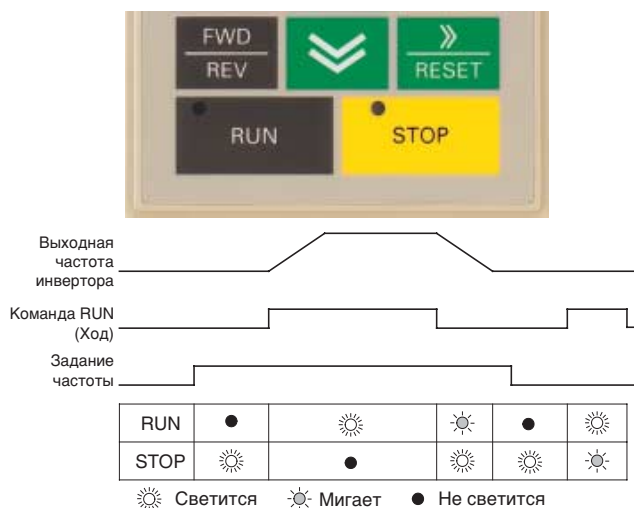 FWD
REV
RESET
RUN
STOP
Выходная
частота
инвертора
Команда RUN
(Ход)
Задание
частоты
RUN
STOP
Светится Мигает Не светится